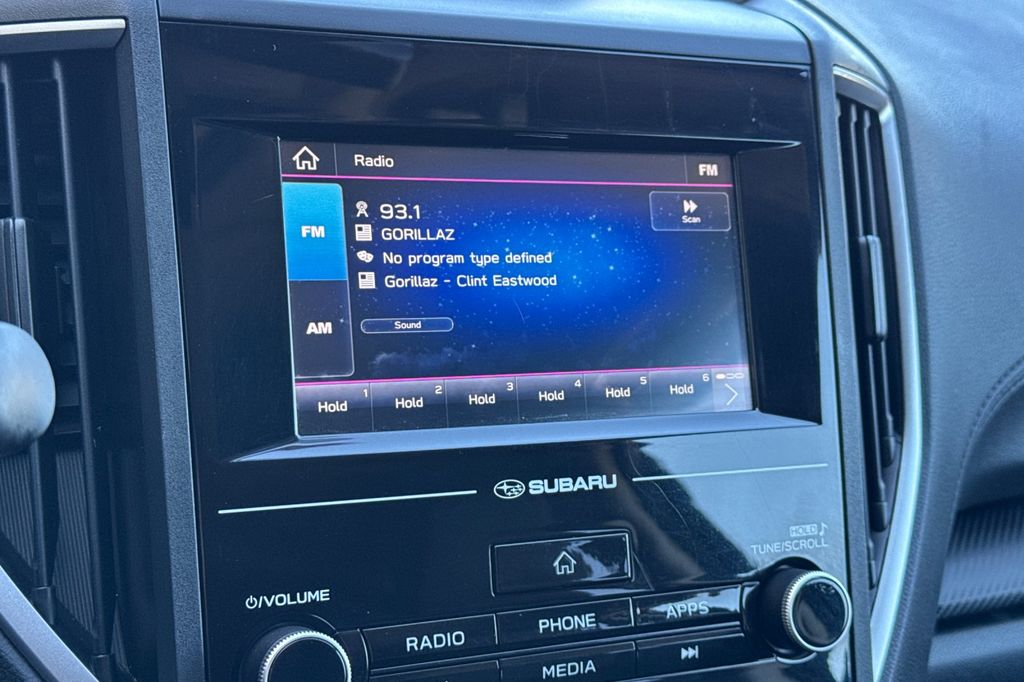 Radio FM
FM
93.1
GORILLAZ
No program type defined
Gorillaz - Clint Eastwood
Scan
AM
Sound
1 2 3 4 5 6
Hold Hold Hold Hold Hold Hold
SUBARU
HOLD
TUNE/SCROLL
/VOLUME
RADIO PHONE APPS
MEDIA